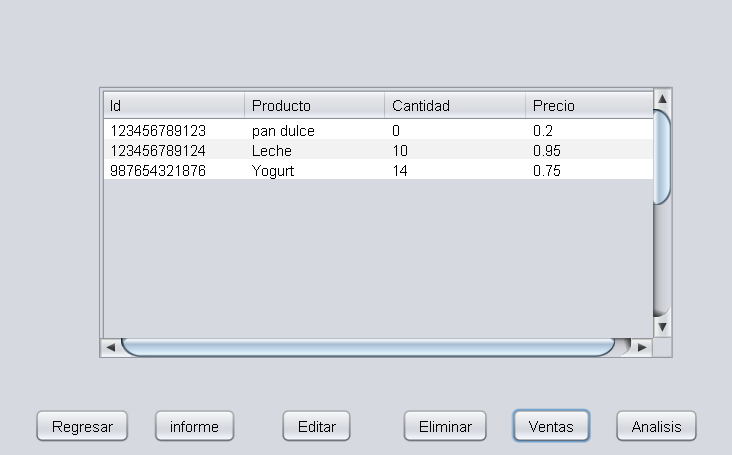 Id Producto Cantidad Precio
123456789123 pan dulce 0 0.2
123456789124 Leche 10 0.95
987654321876 Yogurt 14 0.75
Regresar informe Editar Eliminar Ventas Analisis